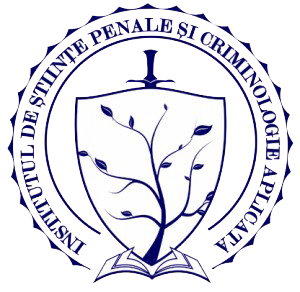 INSTITUTUL DE ȘTIINȚE PENALE ȘI CRIMINOLOGIE APLICATĂ